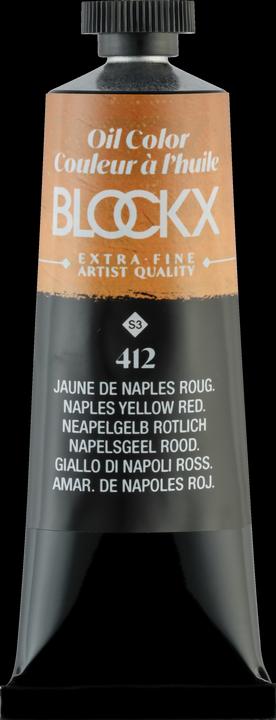 Oil Color
Couleur à l'huile
BLOCKX
EXTRA-FINE
ARTIST QUALITY
S3
412
JAUNE DE NAPLES ROUG.
NAPLES YELLOW RED.
NEAPELGELB ROTLICH
NAPELSGEEL ROOD.
GIALLO DI NAPOLI ROSS.
AMAR. DE NAPOLES ROJ.